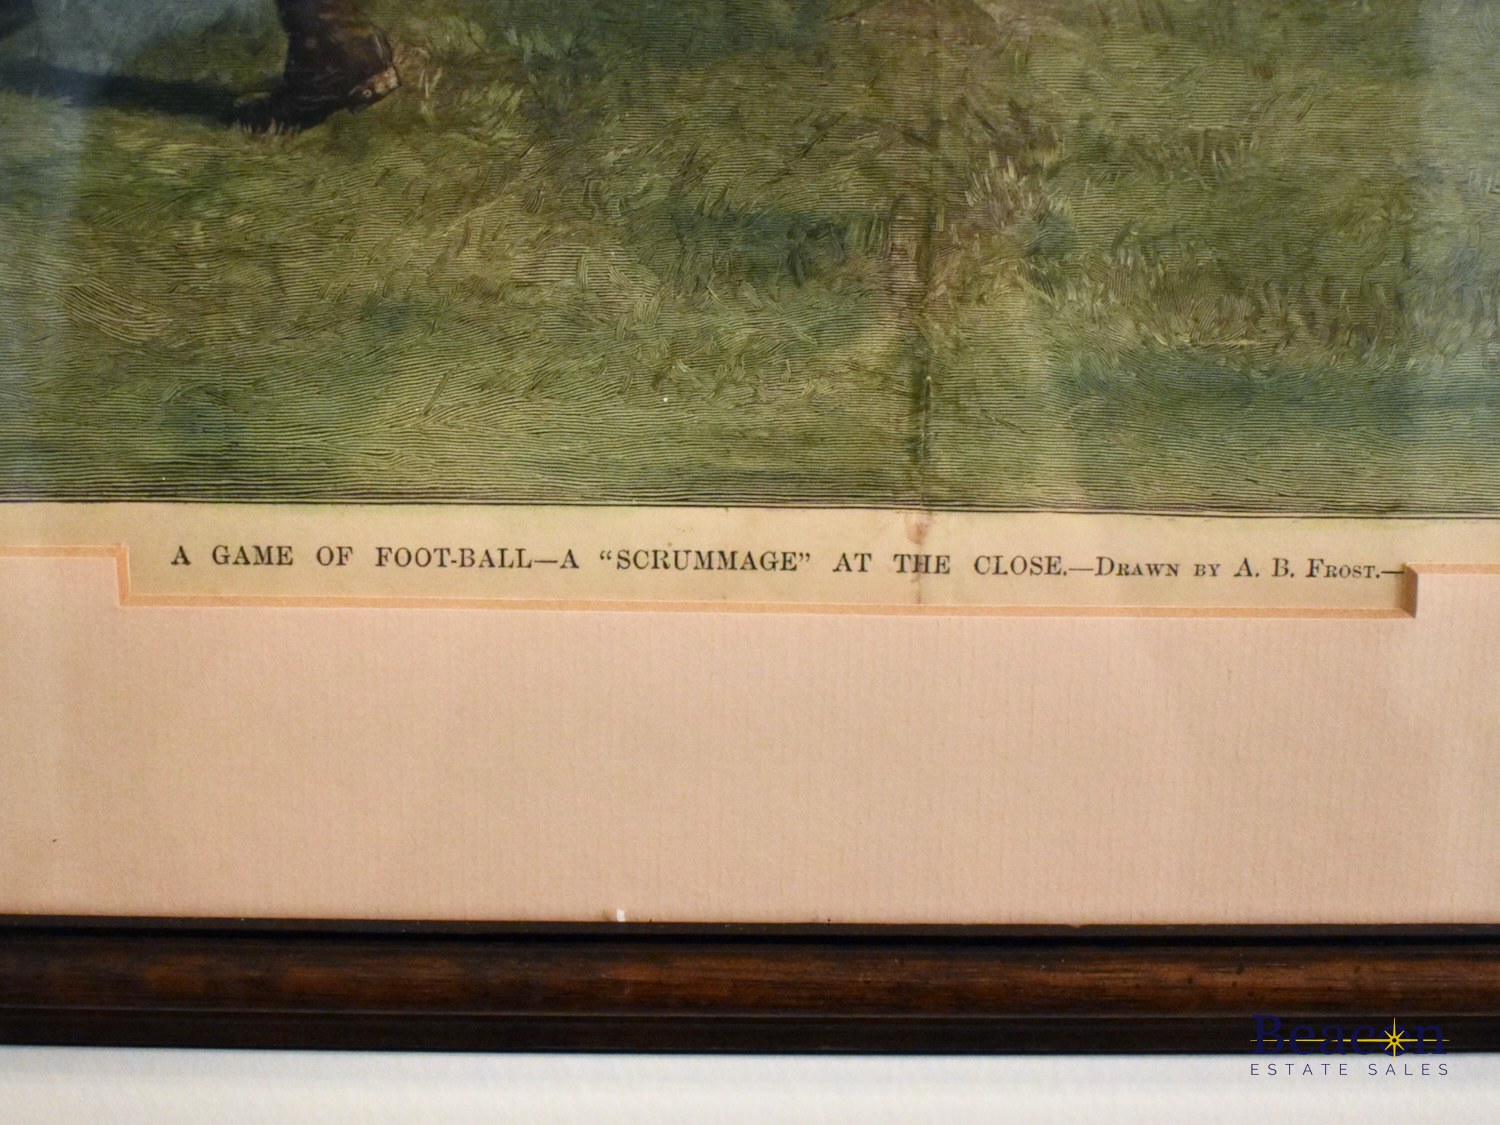 A GAME OF FOOT-BALL—A “SCRUMMAGE” AT THE CLOSE.—Drawn by A. B. Frost.—
Beacon
ESTATE SALES